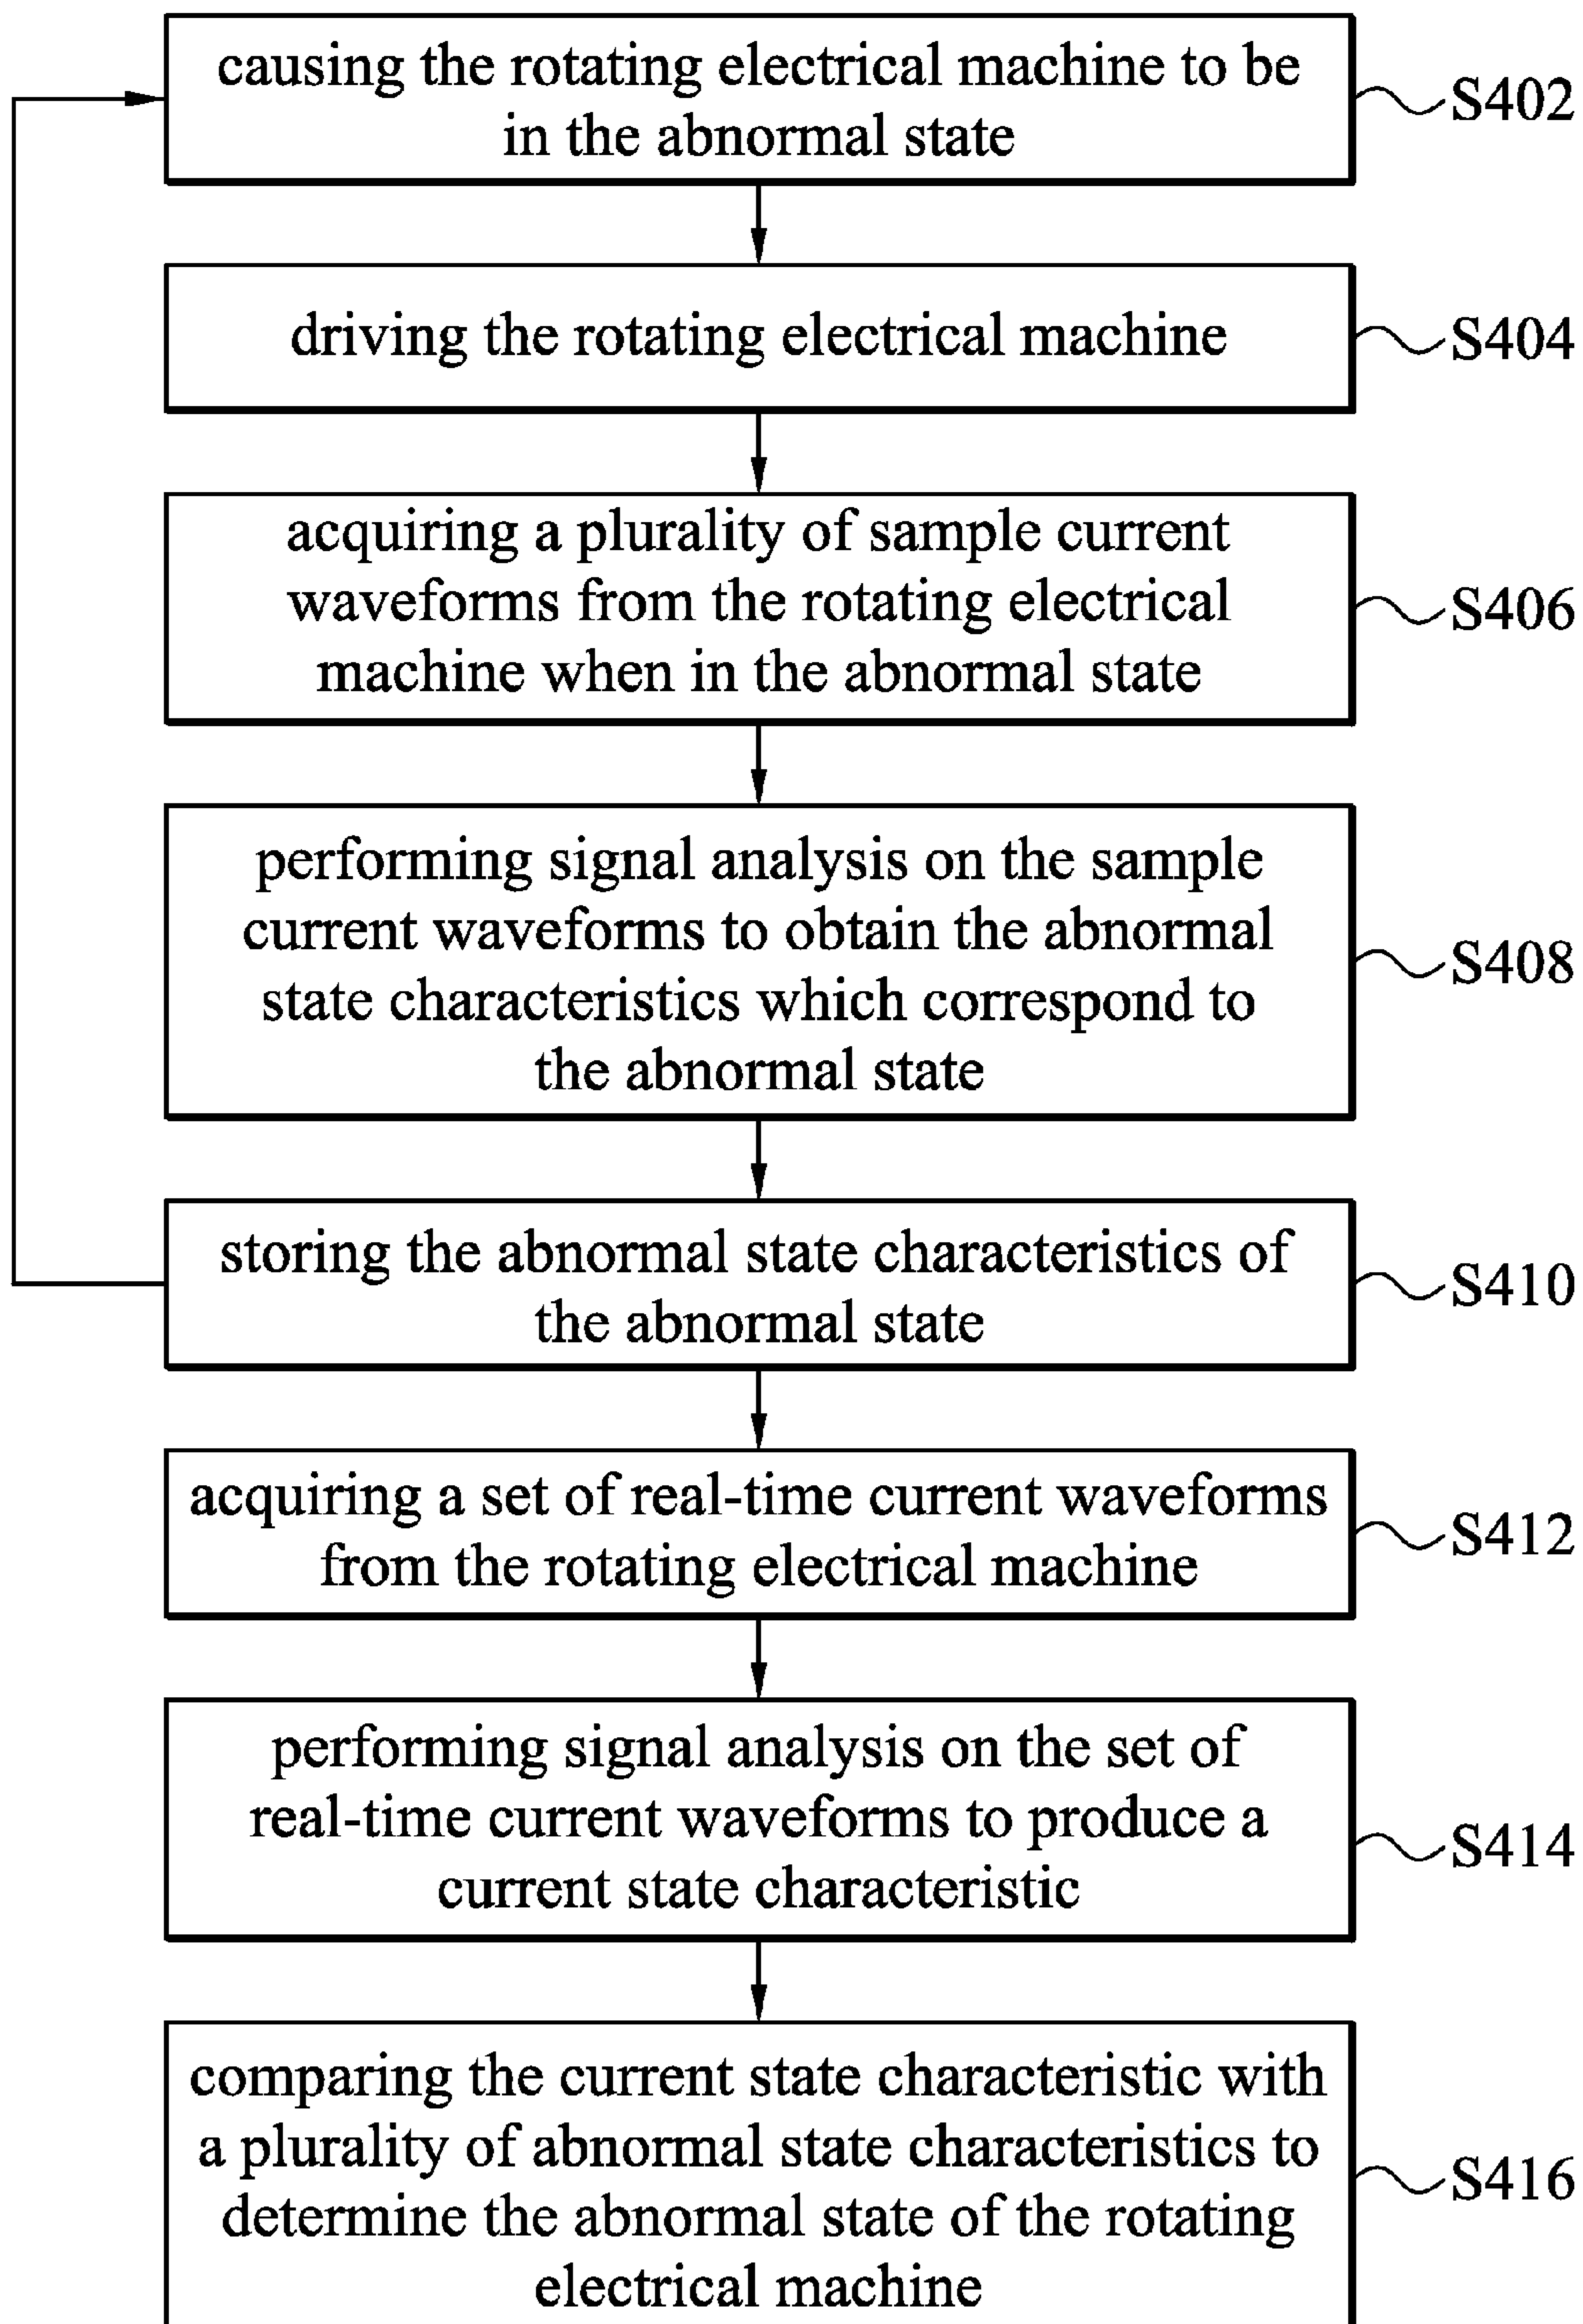 causing the rotating electrical machine to be
in the abnormal state
S402
driving the rotating electrical machine
S404
acquiring a plurality of sample current
waveforms from the rotating electrical
machine when in the abnormal state
S406
performing signal analysis on the sample
current waveforms to obtain the abnormal
state characteristics which correspond to
the abnormal state
S408
storing the abnormal state characteristics of
the abnormal state
S410
acquiring a set of real-time current waveforms
from the rotating electrical machine
S412
performing signal analysis on the set of
real-time current waveforms to produce a
current state characteristic
S414
comparing the current state characteristic with
a plurality of abnormal state characteristics to
determine the abnormal state of the rotating
electrical machine
S416